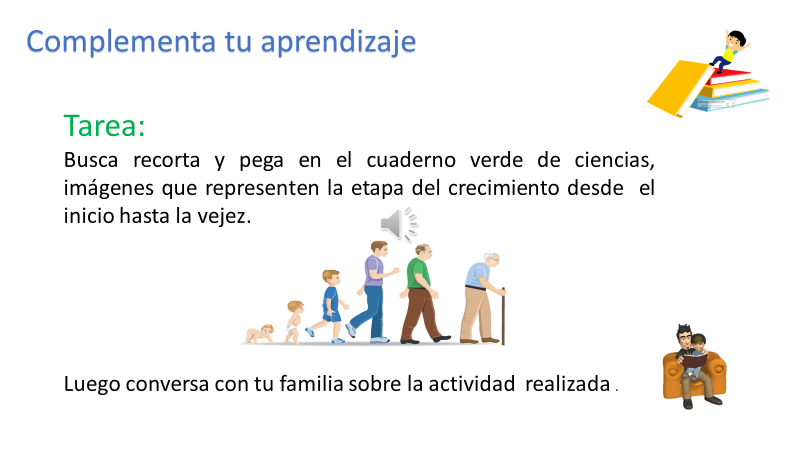 Complementa tu aprendizaje
Tarea:
Busca recorta y pega en el cuaderno verde de ciencias,
imágenes que representen la etapa del crecimiento desde el
inicio hasta la vejez.
Luego conversa con tu familia sobre la actividad realizada .